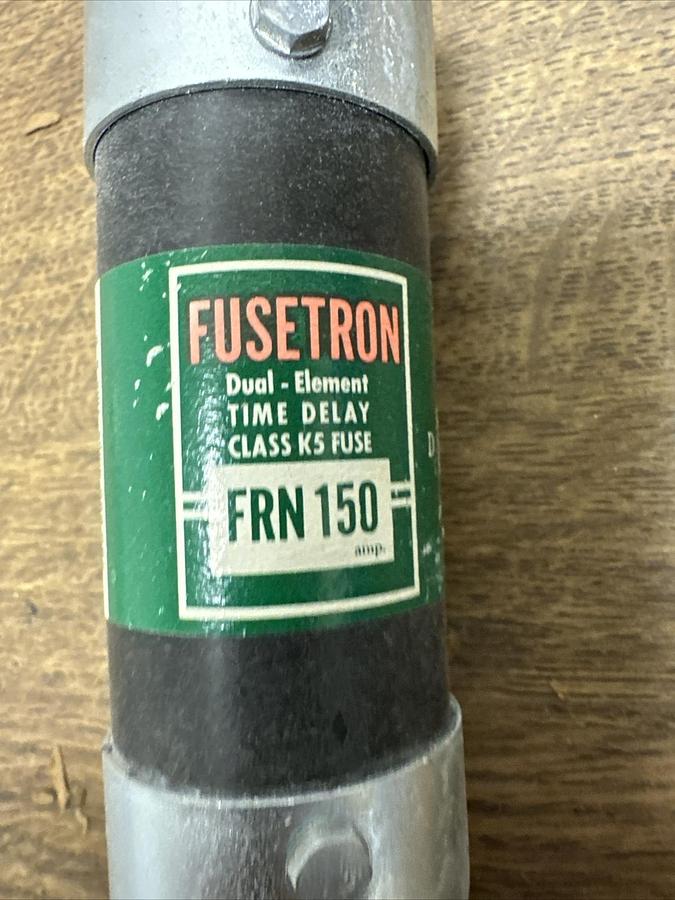 FUSETRON
Dual - Element
TIME DELAY
CLASS K5 FUSE
FRN 150
amp.
D